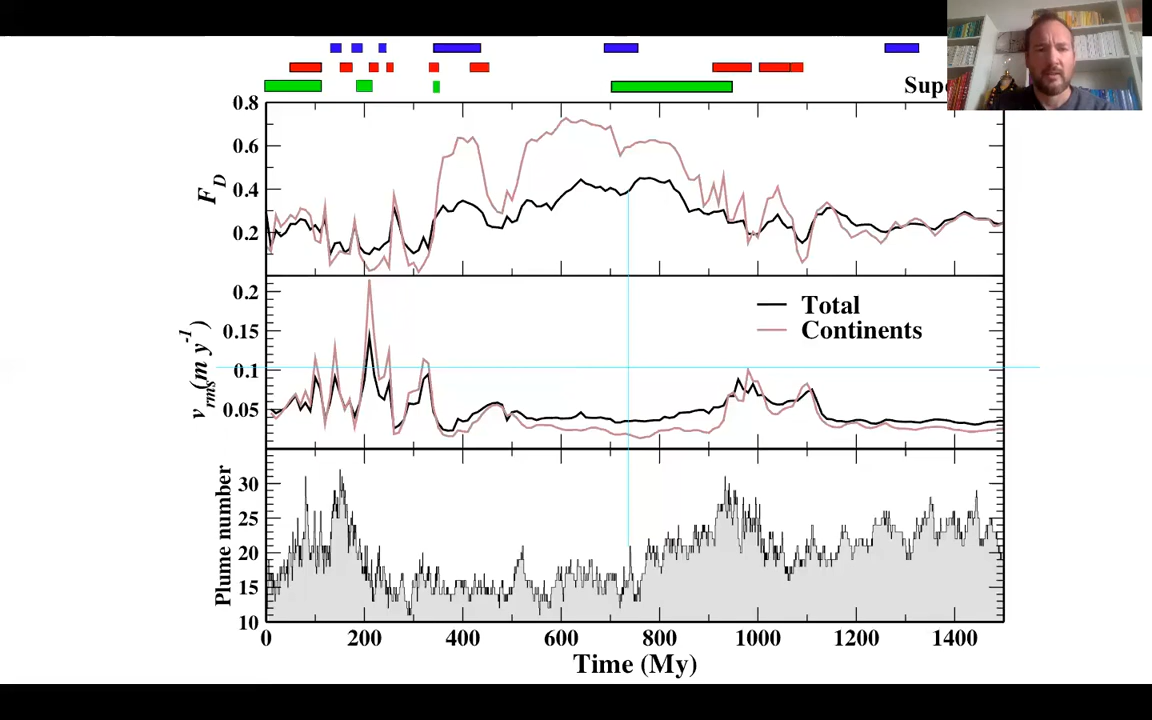 Supe
0.8
0.6
0.4
0.2
F_D
0.2
0.15
0.1
0.05
v_rms (m y^-1)
Total
Continents
30
25
20
15
10
Plume number
0 200 400 600 800 1000 1200 1400
Time (My)